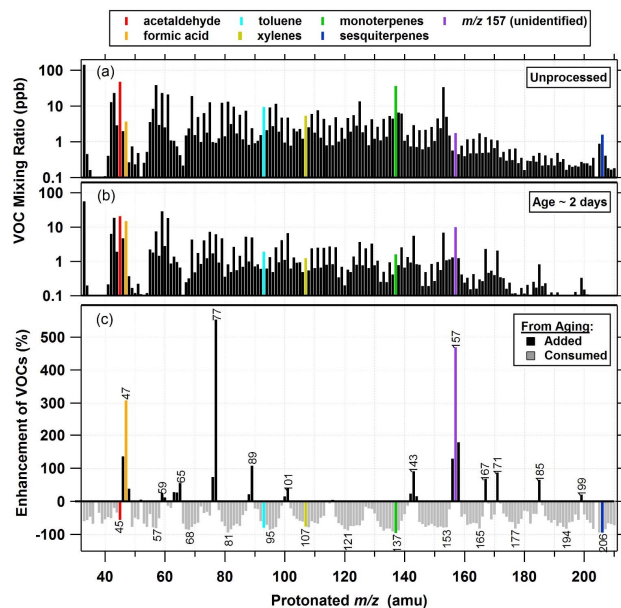 acetaldehyde toluene monoterpenes m/z 157 (unidentified)
formic acid xylenes sesquiterpenes
VOC Mixing Ratio (ppb)
100
10
1
0.1
(a)
Unprocessed
100
10
1
0.1
(b)
Age ~ 2 days
Enhancement of VOCs (%)
500
400
300
200
100
0
-100
(c)
From Aging:
Added
Consumed
47
59
65
77
89
101
143
157
167
171
185
199
45
57
68
81
95
107
121
137
153
165
177
194
206
40 60 80 100 120 140 160 180 200
Protonated m/z (amu)